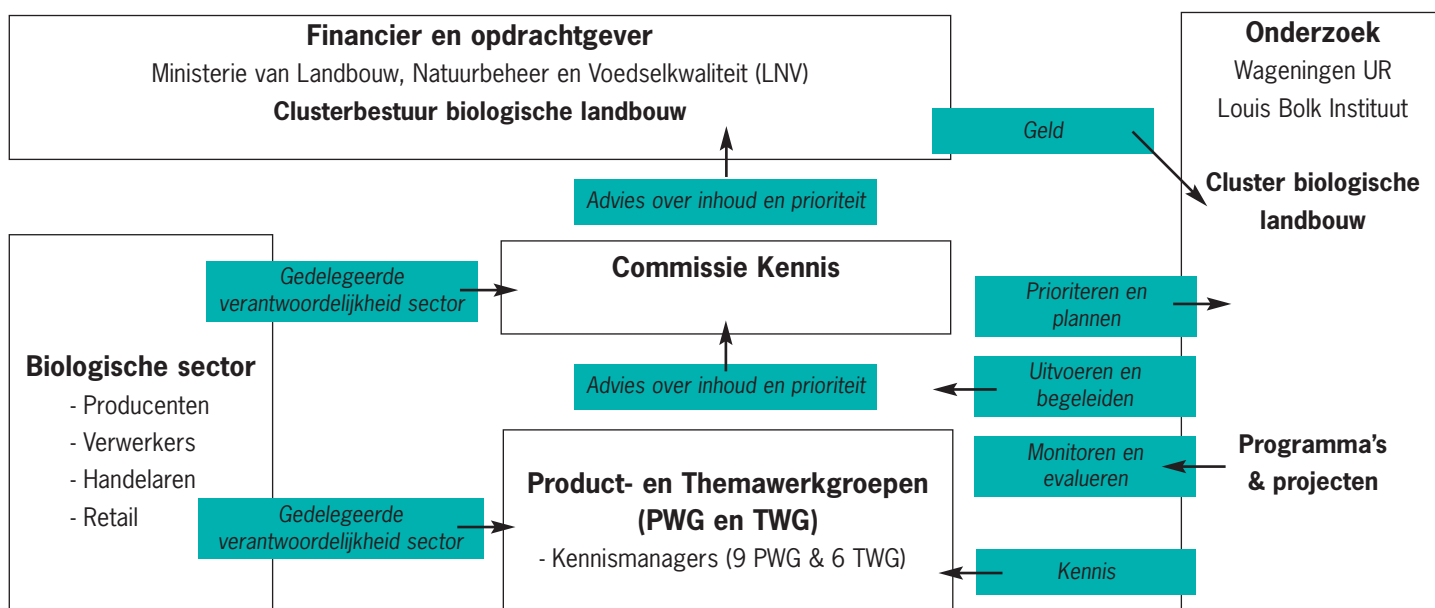 Financier en opdrachtgever
Ministerie van Landbouw, Natuurbeheer en Voedselkwaliteit (LNV)
Clusterbestuur biologische landbouw
Onderzoek
Wageningen UR
Louis Bolk Instituut
Geld
Cluster biologische
landbouw
Advies over inhoud en prioriteit
Gedelegeerde
verantwoordelijkheid sector
Commissie Kennis
Prioriteren en
plannen
Biologische sector
- Producenten
- Verwerkers
- Handelaren
- Retail
Advies over inhoud en prioriteit
Uitvoeren en
begeleiden
Monitoren en
evalueren
Programma's
& projecten
Gedelegeerde
verantwoordelijkheid sector
Product- en Themawerkgroepen
(PWG en TWG)
- Kennismanagers (9 PWG & 6 TWG)
Kennis